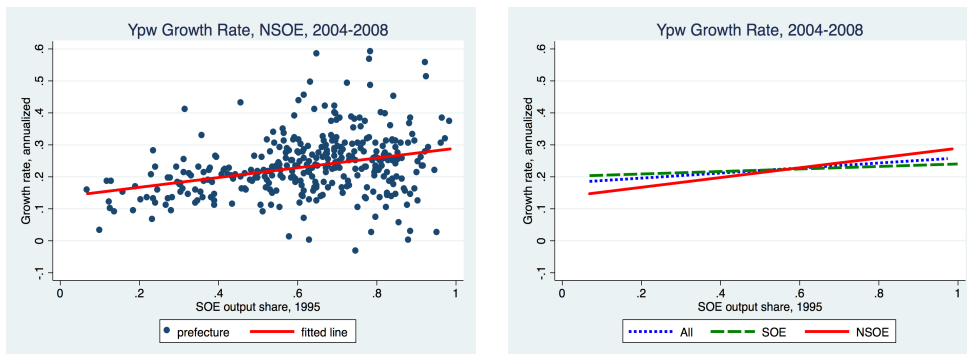 Ypw Growth Rate, NSOE, 2004-2008
Growth rate, annualized
.6
.5
.4
.3
.2
.1
0
-.1
0 .2 .4 .6 .8 1
SOE output share, 1995
prefecture fitted line
Ypw Growth Rate, 2004-2008
Growth rate, annualized
.6
.5
.4
.3
.2
.1
0
-.1
0 .2 .4 .6 .8 1
SOE output share, 1995
All SOE NSOE